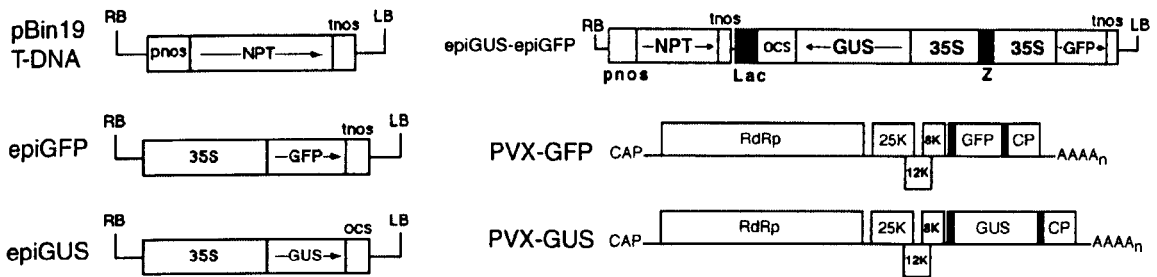 pBin19
T-DNA
RB
pnos
NPT
tnos
LB
epiGFP
RB
35S
GFP
tnos
LB
epiGUS
RB
35S
GUS
ocs
LB
epiGUS-epiGFP
RB
pnos
NPT
tnos
Lac
ocs
GUS
35S
Z
35S
GFP
tnos
LB
PVX-GFP
CAP
RdRp
25K
12K
8K
GFP
CP
AAAAn
PVX-GUS
CAP
RdRp
25K
12K
8K
GUS
CP
AAAAn